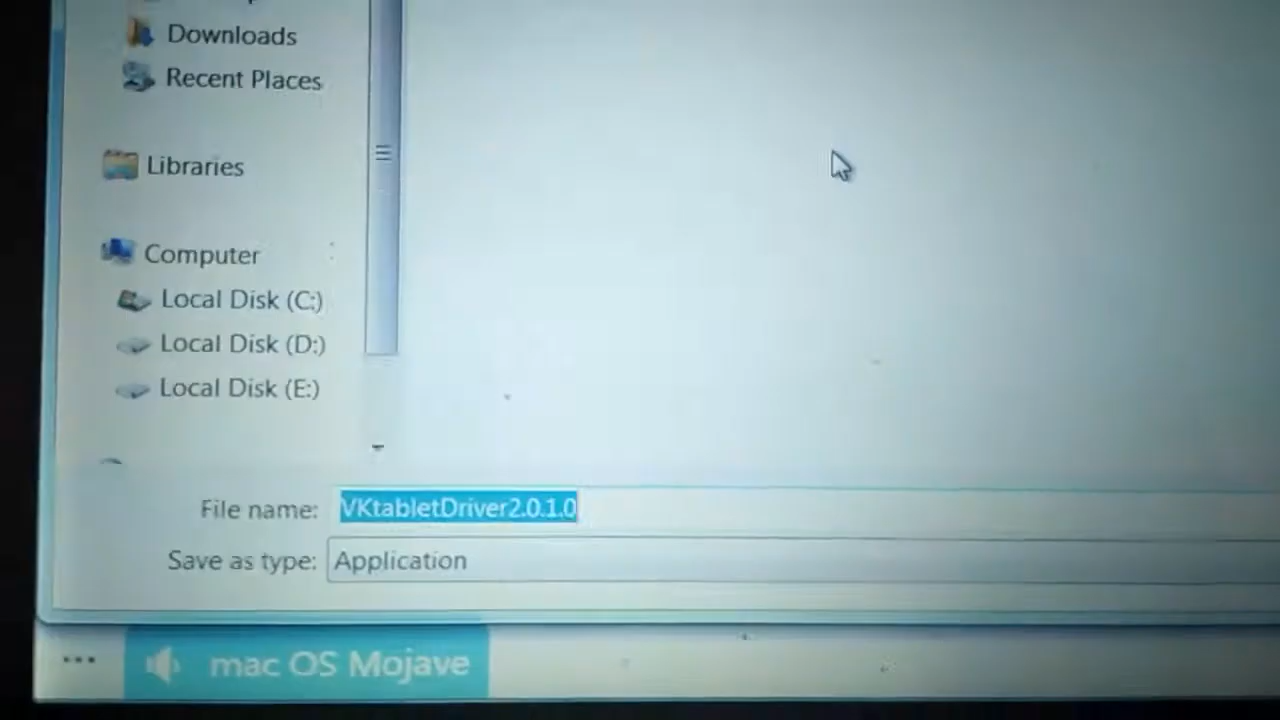 Downloads
Recent Places
Libraries
Computer
Local Disk (C:)
Local Disk (D:)
Local Disk (E:)
File name: VKtabletDriver2.0.1.0
Save as type: Application
mac OS Mojave